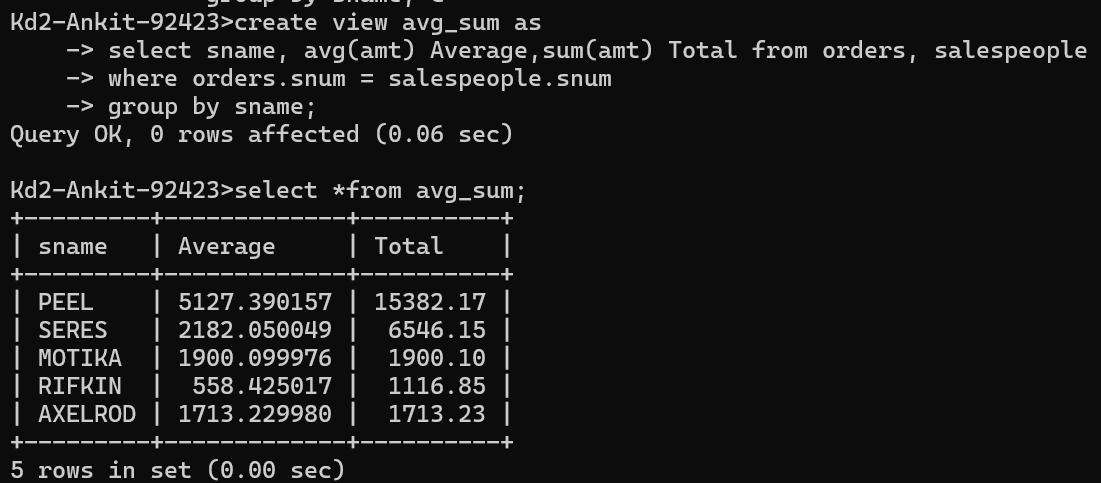 group by
Kd2-Ankit-92423>create view avg_sum as
    -> select sname, avg(amt) Average,sum(amt) Total from orders, salespeople
    -> where orders.snum = salespeople.snum
    -> group by sname;
Query OK, 0 rows affected (0.06 sec)

Kd2-Ankit-92423>select *from avg_sum;
+---------+-------------+----------+
| sname   | Average     | Total    |
+---------+-------------+----------+
| PEEL    | 5127.390157 | 15382.17 |
| SERES   | 2182.050049 |  6546.15 |
| MOTIKA  | 1900.099976 |  1900.10 |
| RIFKIN  |  558.425017 |  1116.85 |
| AXELROD | 1713.229980 |  1713.23 |
+---------+-------------+----------+
5 rows in set (0.00 sec)